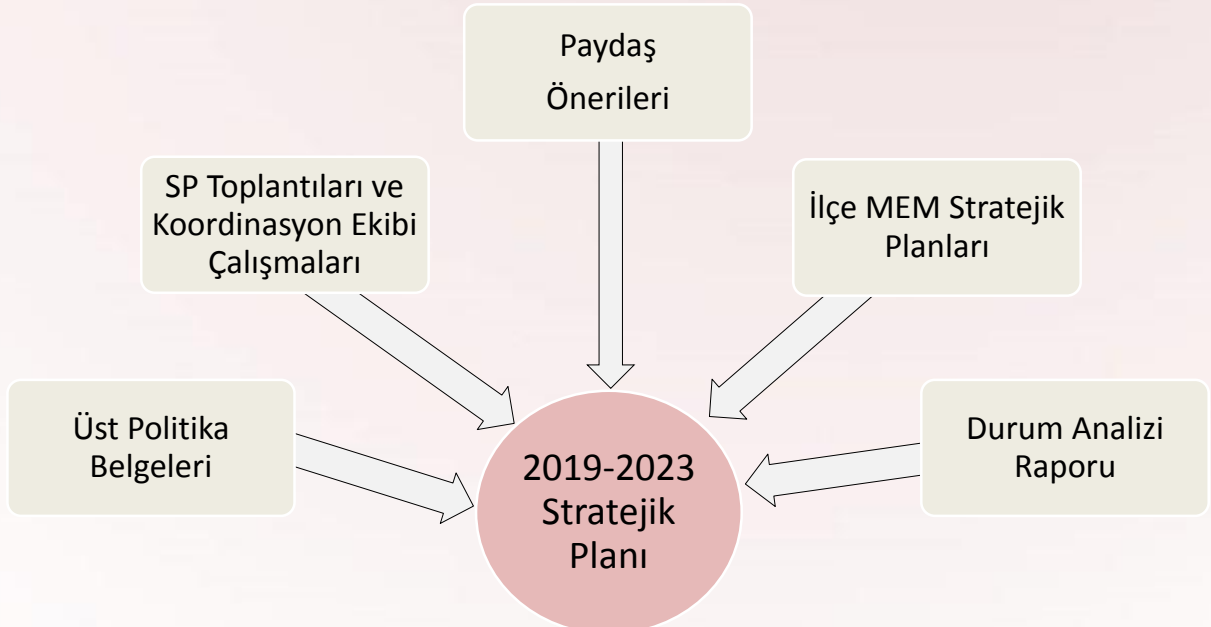 Paydaş
Önerileri
SP Toplantıları ve
Koordinasyon Ekibi
Çalışmaları
İlçe MEM Stratejik
Planları
Üst Politika
Belgeleri
2019-2023
Stratejik
Planı
Durum Analizi
Raporu